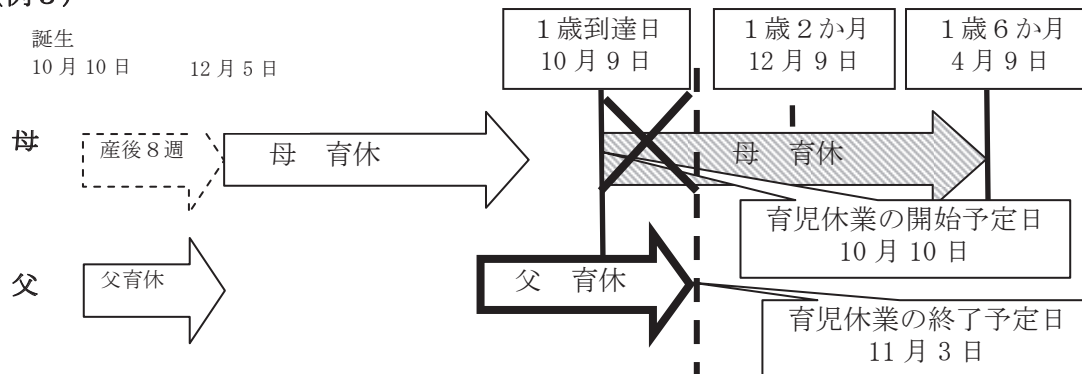 （例３）
誕生
10月10日
12月5日
１歳到達日
10月9日
１歳２か月
12月9日
１歳６か月
4月9日
母
産後８週
母 育休
母 育休
育児休業の開始予定日
10月10日
父
父育休
父 育休
育児休業の終了予定日
11月3日